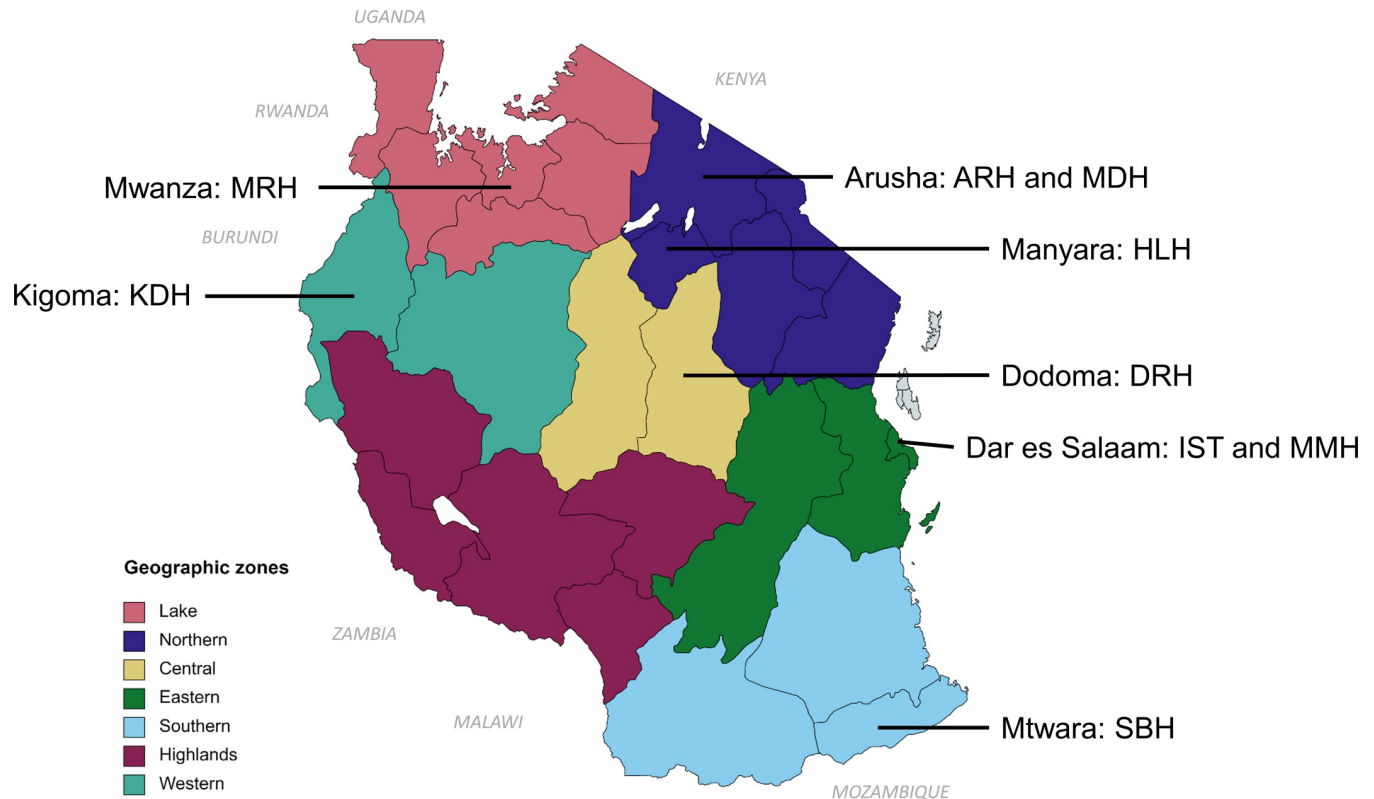 UGANDA
KENYA
RWANDA
Arusha: ARH and MDH
Mwanza: MRH
BURUNDI
Manyara: HLH
Kigoma: KDH
Dodoma: DRH
Dar es Salaam: IST and MMH
Geographic zones
Lake
Northern
Central
Eastern
Southern
Highlands
Western
ZAMBIA
MALAWI
Mtwara: SBH
MOZAMBIQUE